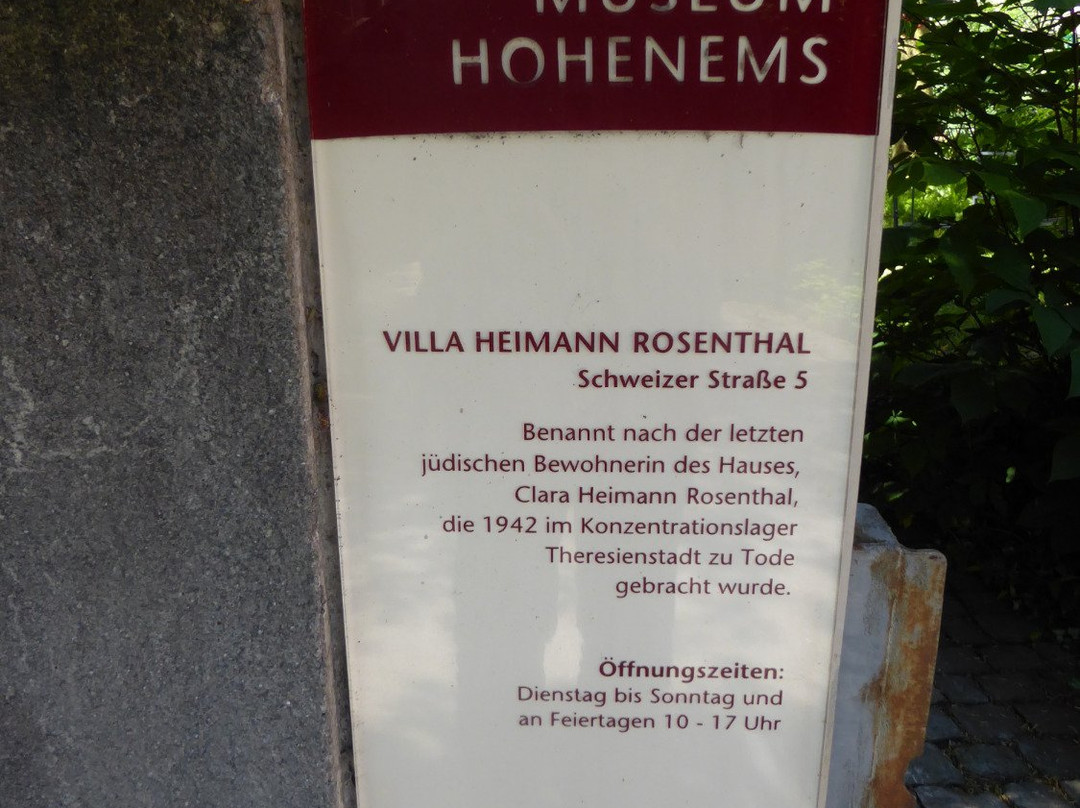 MUSEUM
HOHENEMS
VILLA HEIMANN ROSENTHAL
Schweizer Straße 5
Benannt nach der letzten
jüdischen Bewohnerin des Hauses,
Clara Heimann Rosenthal,
die 1942 im Konzentrationslager
Theresienstadt zu Tode
gebracht wurde.
Öffnungszeiten:
Dienstag bis Sonntag und
an Feiertagen 10 - 17 Uhr